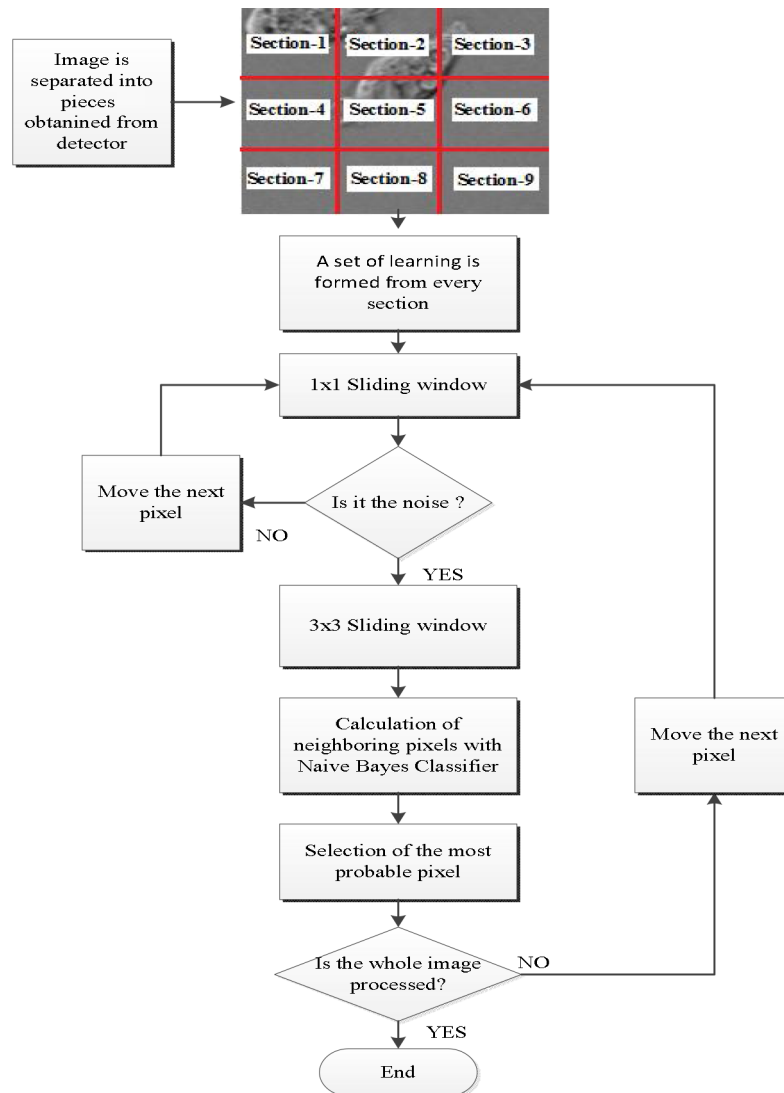 Image is
separated into
pieces
obtanined from
detector
Section-1
Section-2
Section-3
Section-4
Section-5
Section-6
Section-7
Section-8
Section-9
A set of learning is
formed from every
section
1x1 Sliding window
Move the next
pixel
Is it the noise ?
NO
YES
3x3 Sliding window
Calculation of
neighboring pixels with
Naive Bayes Classifier
Move the next
pixel
Selection of the most
probable pixel
Is the whole image
processed?
NO
YES
End